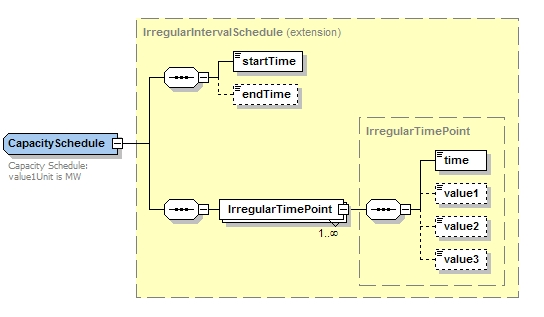 IrregularIntervalSchedule (extension)
startTime
endTime
CapacitySchedule
Capacity Schedule:
value1Unit is MW
IrregularTimePoint
IrregularTimePoint
1..∞
time
value1
value2
value3